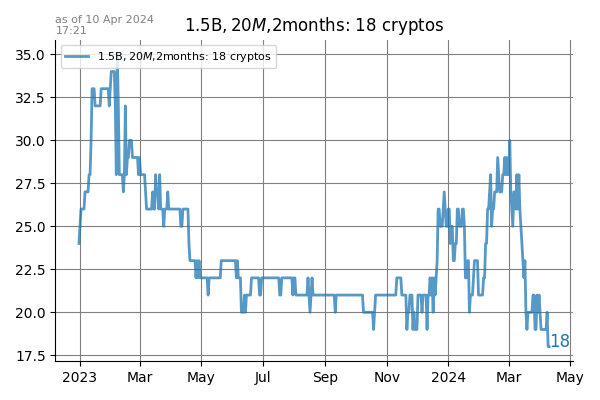 as of 10 Apr 2024
17:21
1.5B, 20M, 2months: 18 cryptos
1.5B, 20M, 2months: 18 cryptos
35.0
32.5
30.0
27.5
25.0
22.5
20.0
17.5
18
2023 Mar May Jul Sep Nov 2024 Mar May